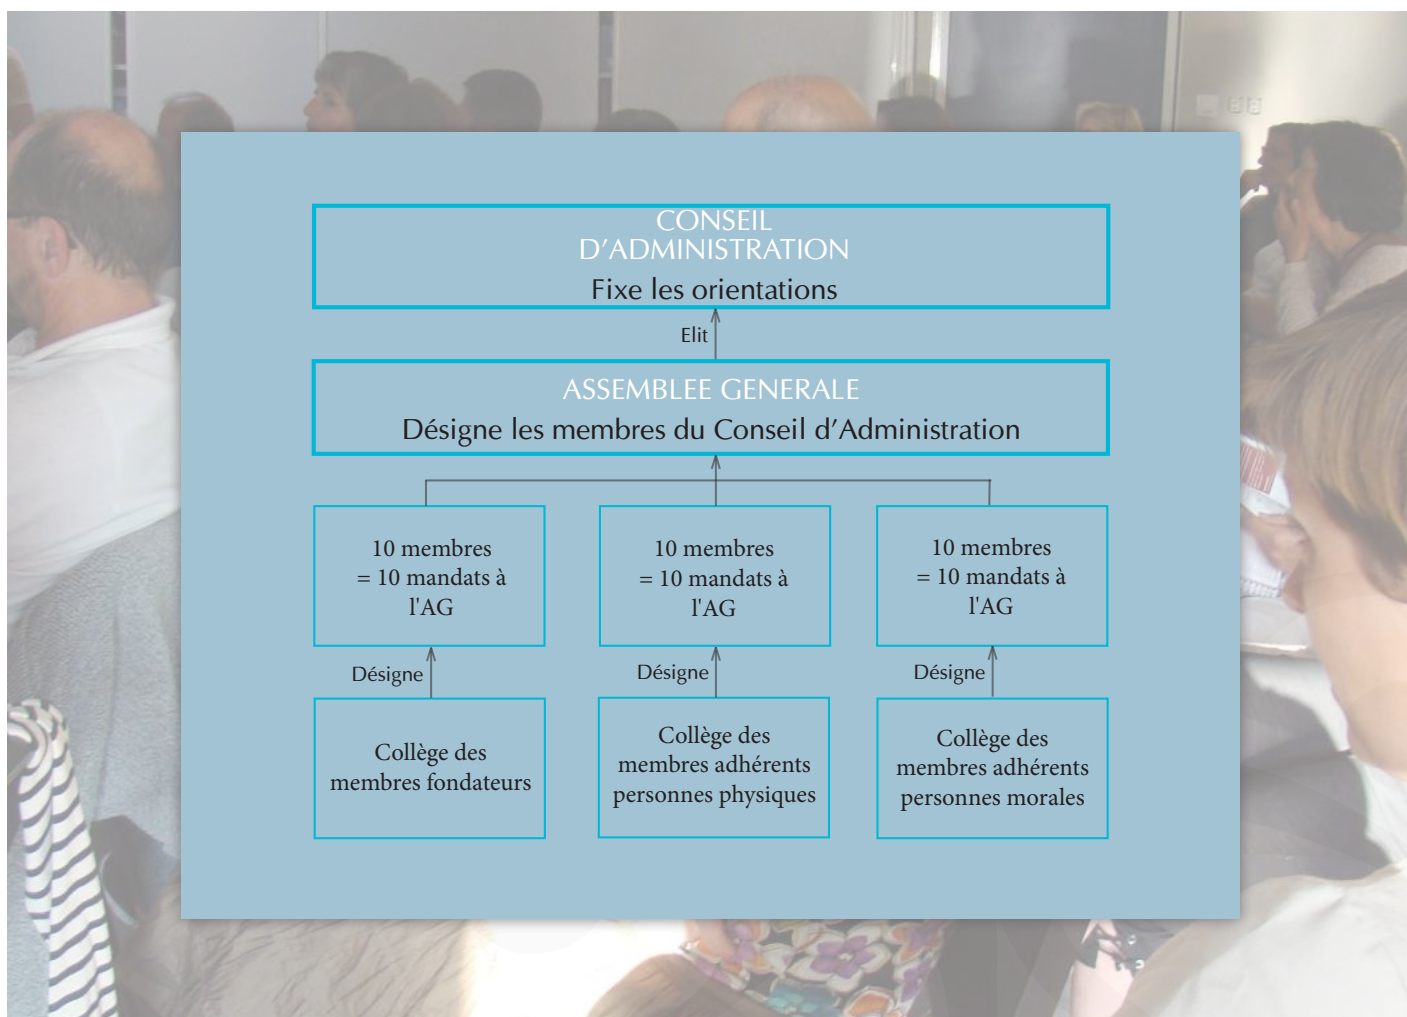 CONSEIL
D’ADMINISTRATION
Fixe les orientations
Elit
ASSEMBLEE GENERALE
Désigne les membres du Conseil d’Administration
10 membres
= 10 mandats à
l'AG
10 membres
= 10 mandats à
l'AG
10 membres
= 10 mandats à
l'AG
Désigne
Désigne
Désigne
Collège des
membres fondateurs
Collège des
membres adhérents
personnes physiques
Collège des
membres adhérents
personnes morales